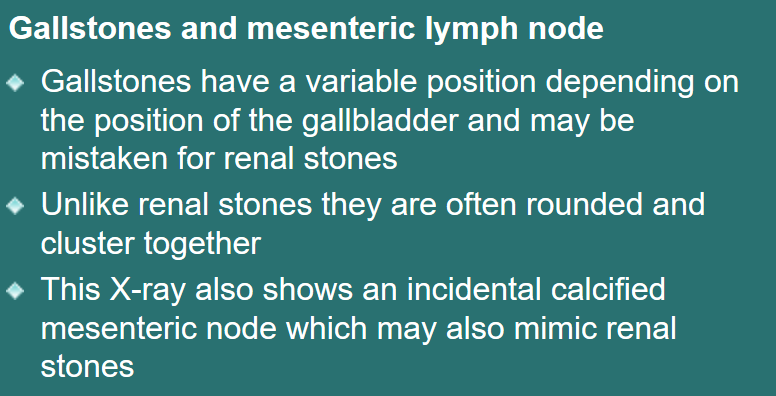 Gallstones and mesenteric lymph node
Gallstones have a variable position depending on
the position of the gallbladder and may be
mistaken for renal stones
Unlike renal stones they are often rounded and
cluster together
This X-ray also shows an incidental calcified
mesenteric node which may also mimic renal
stones